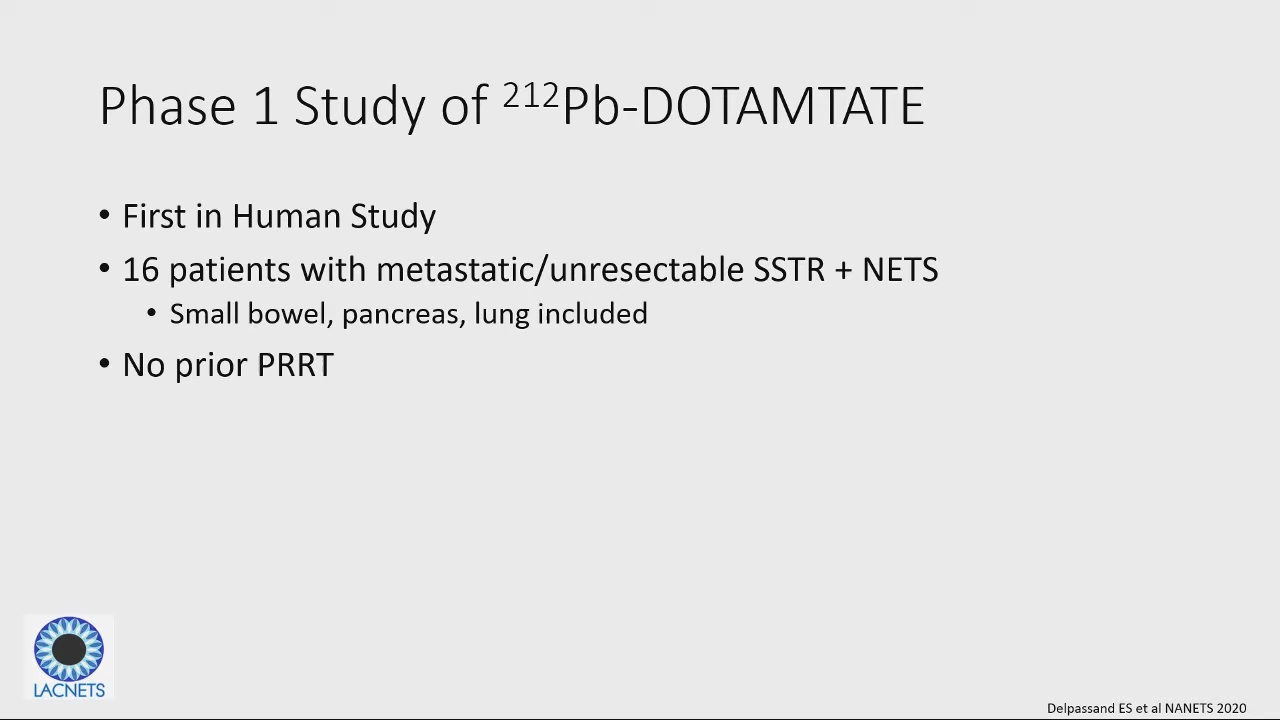 Phase 1 Study of ²¹²Pb-DOTAMTATE
• First in Human Study
• 16 patients with metastatic/unresectable SSTR + NETS
• Small bowel, pancreas, lung included
• No prior PRRT
LACNETS
Delpassand ES et al NANETS 2020